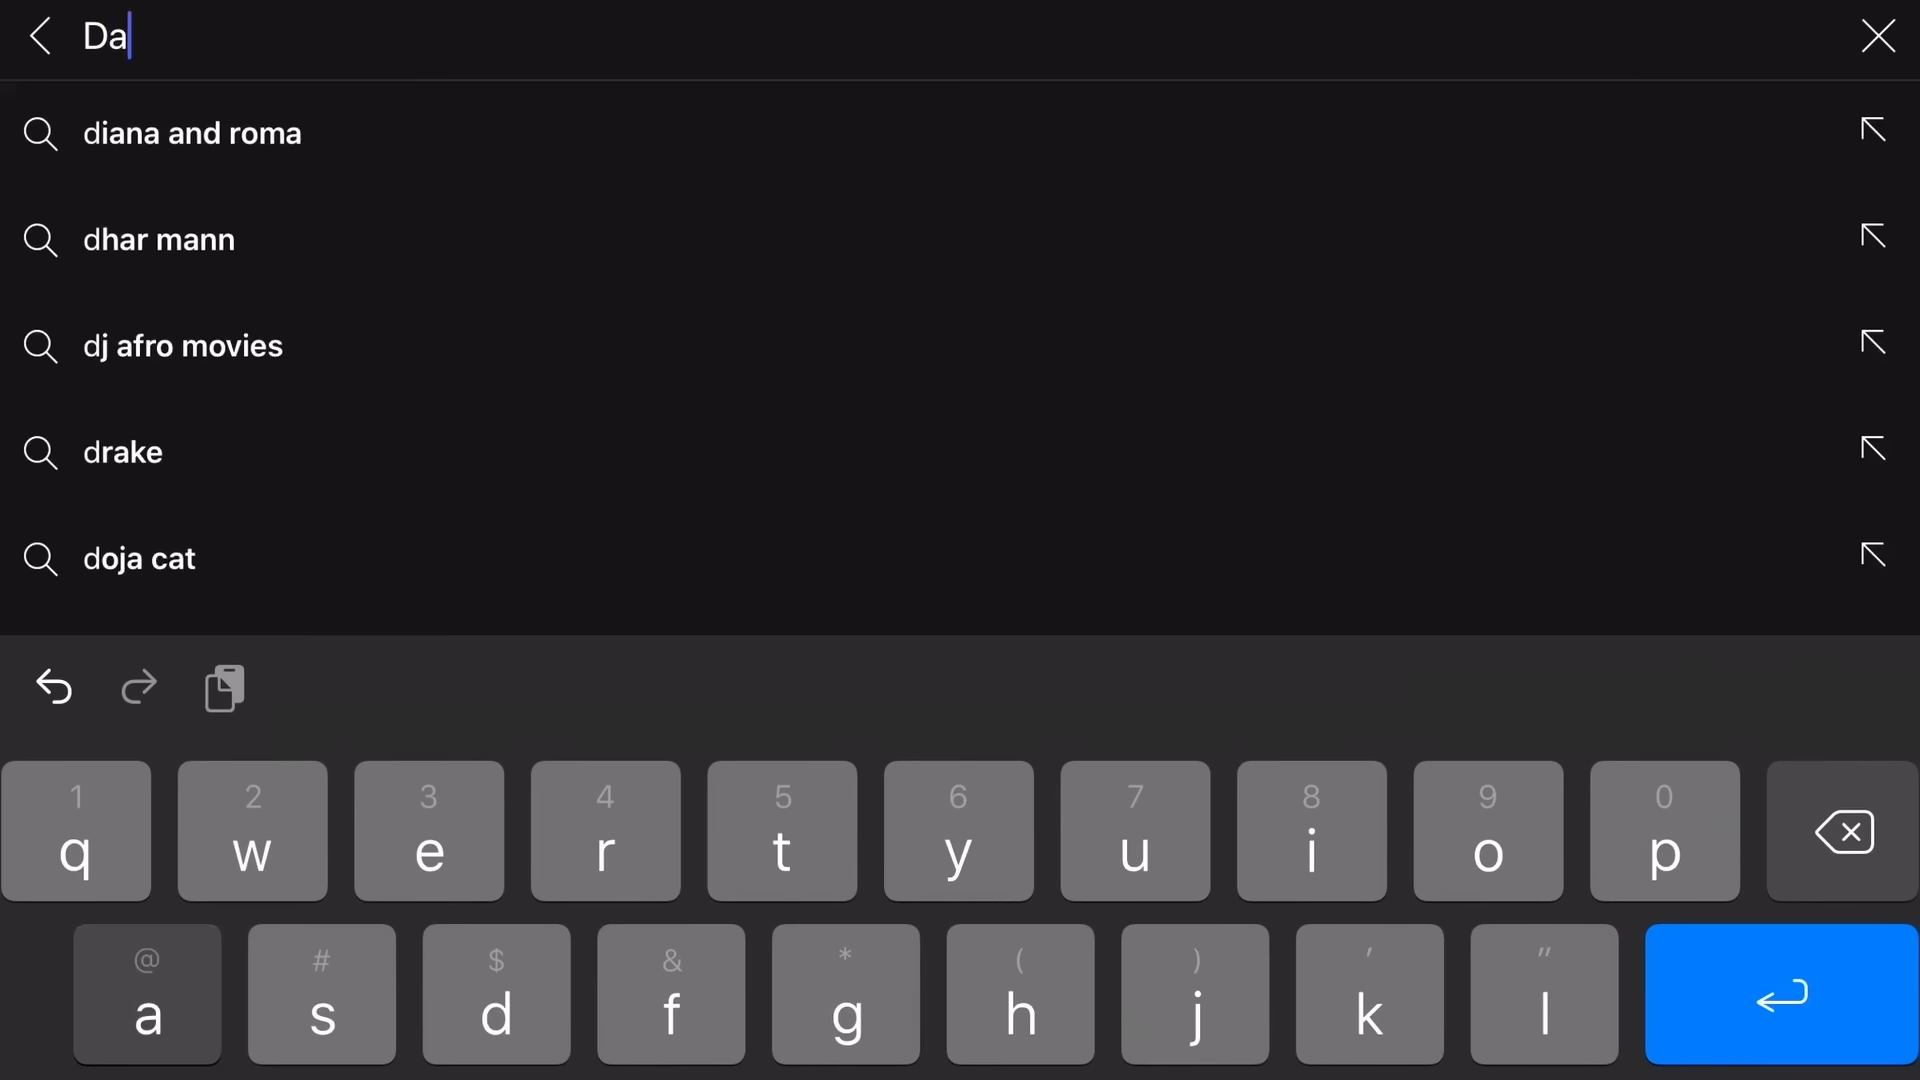 Da
diana and roma
dhar mann
dj afro movies
drake
doja cat
1 2 3 4 5 6 7 8 9 0
q w e r t y u i o p
@ # $ & * ( ) ' "
a s d f g h j k l